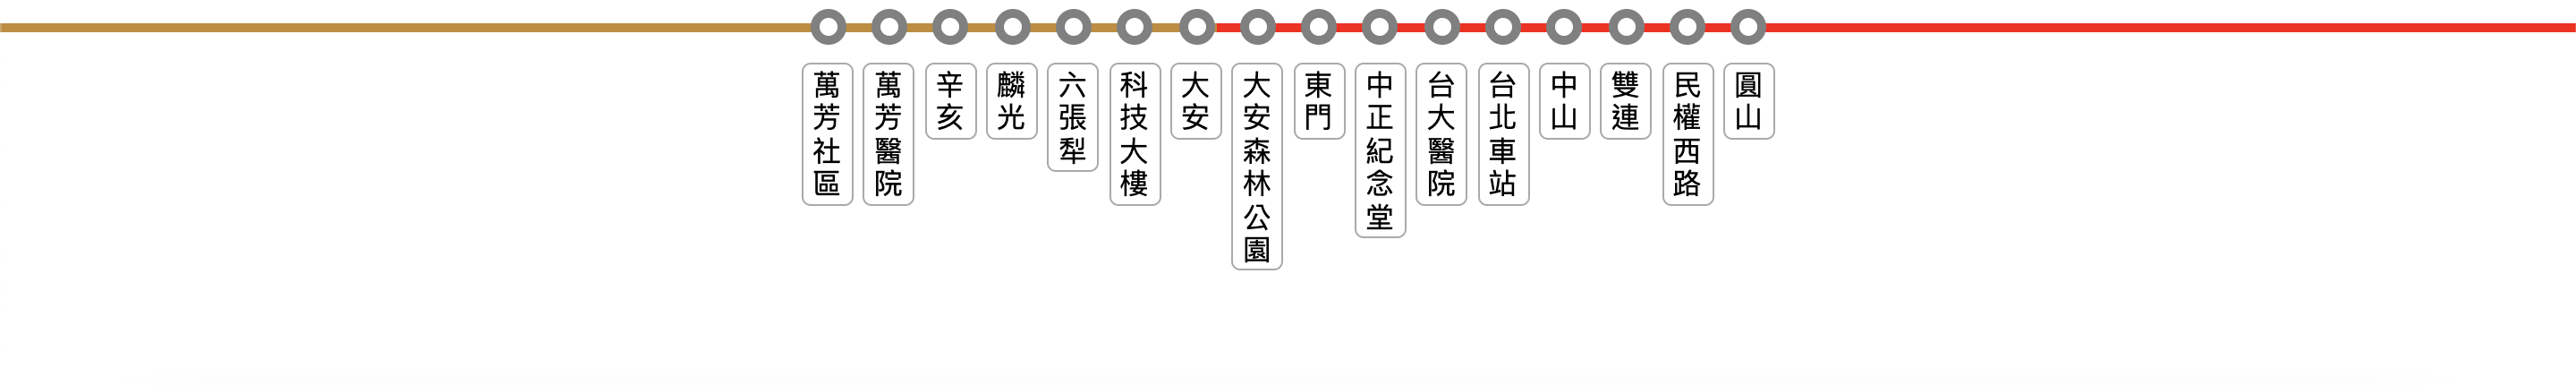 萬芳社區
萬芳醫院
辛亥
麟光
六張犁
科技大樓
大安
大安森林公園
東門
中正紀念堂
台大醫院
台北車站
中山
雙連
民權西路
圓山